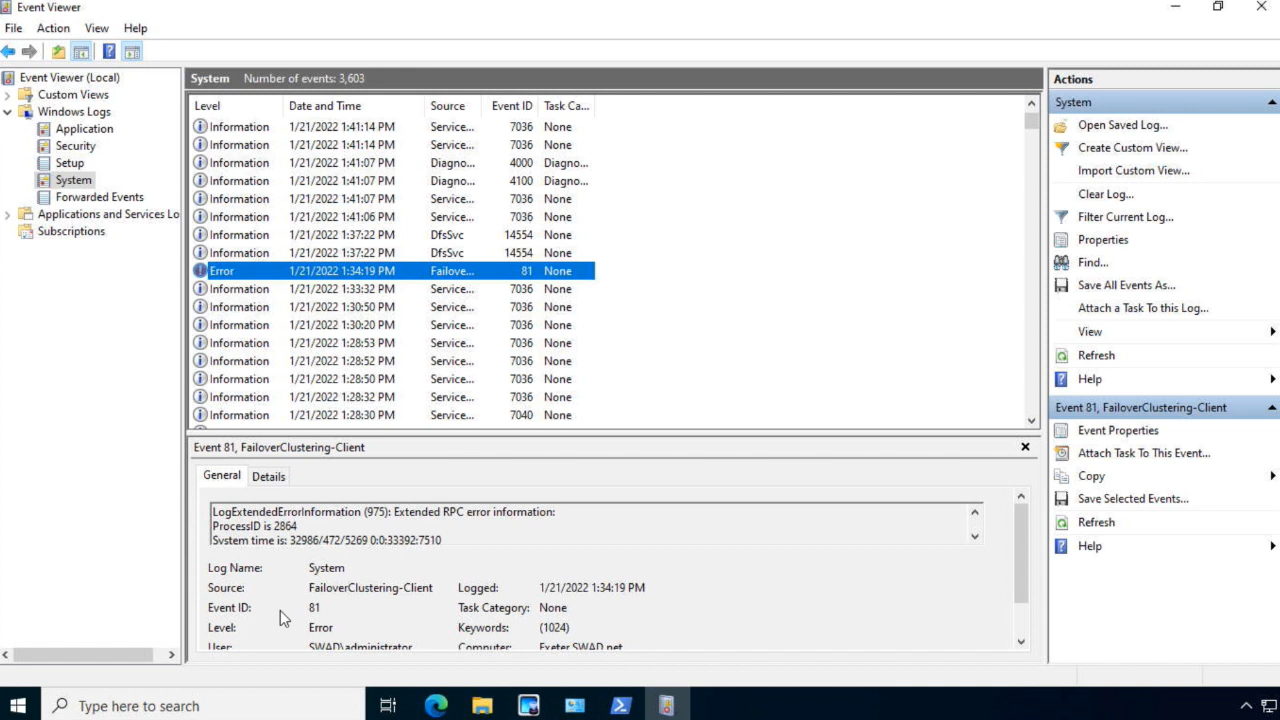 Event Viewer
File Action View Help
Event Viewer (Local)
Custom Views
Windows Logs
Application
Security
Setup
System
Forwarded Events
Applications and Services Lo
Subscriptions
System Number of events: 3,603
Level Date and Time Source Event ID Task Ca...
Information 1/21/2022 1:41:14 PM Service... 7036 None
Information 1/21/2022 1:41:14 PM Service... 7036 None
Information 1/21/2022 1:41:07 PM Diagno... 4000 Diagno...
Information 1/21/2022 1:41:07 PM Diagno... 4100 Diagno...
Information 1/21/2022 1:41:07 PM Service... 7036 None
Information 1/21/2022 1:41:06 PM Service... 7036 None
Information 1/21/2022 1:37:22 PM DfsSvc 14554 None
Information 1/21/2022 1:37:22 PM DfsSvc 14554 None
Error 1/21/2022 1:34:19 PM Failove... 81 None
Information 1/21/2022 1:33:32 PM Service... 7036 None
Information 1/21/2022 1:30:50 PM Service... 7036 None
Information 1/21/2022 1:30:20 PM Service... 7036 None
Information 1/21/2022 1:28:53 PM Service... 7036 None
Information 1/21/2022 1:28:52 PM Service... 7036 None
Information 1/21/2022 1:28:50 PM Service... 7036 None
Information 1/21/2022 1:28:32 PM Service... 7036 None
Information 1/21/2022 1:28:30 PM Service... 7040 None
Event 81, FailoverClustering-Client
General Details
LogExtendedErrorInformation (975): Extended RPC error information:
ProcessID is 2864
System time is: 32986/472/5269 0:0:33392:7510
Log Name: System
Source: FailoverClustering-Client Logged: 1/21/2022 1:34:19 PM
Event ID: 81 Task Category: None
Level: Error Keywords: (1024)
User: SWAD\administrator Computer: Exeter.SWAD.net
Actions
System
Open Saved Log...
Create Custom View...
Import Custom View...
Clear Log...
Filter Current Log...
Properties
Find...
Save All Events As...
Attach a Task To this Log...
View
Refresh
Help
Event 81, FailoverClustering-Client
Event Properties
Attach Task To This Event...
Copy
Save Selected Events...
Refresh
Help
Type here to search